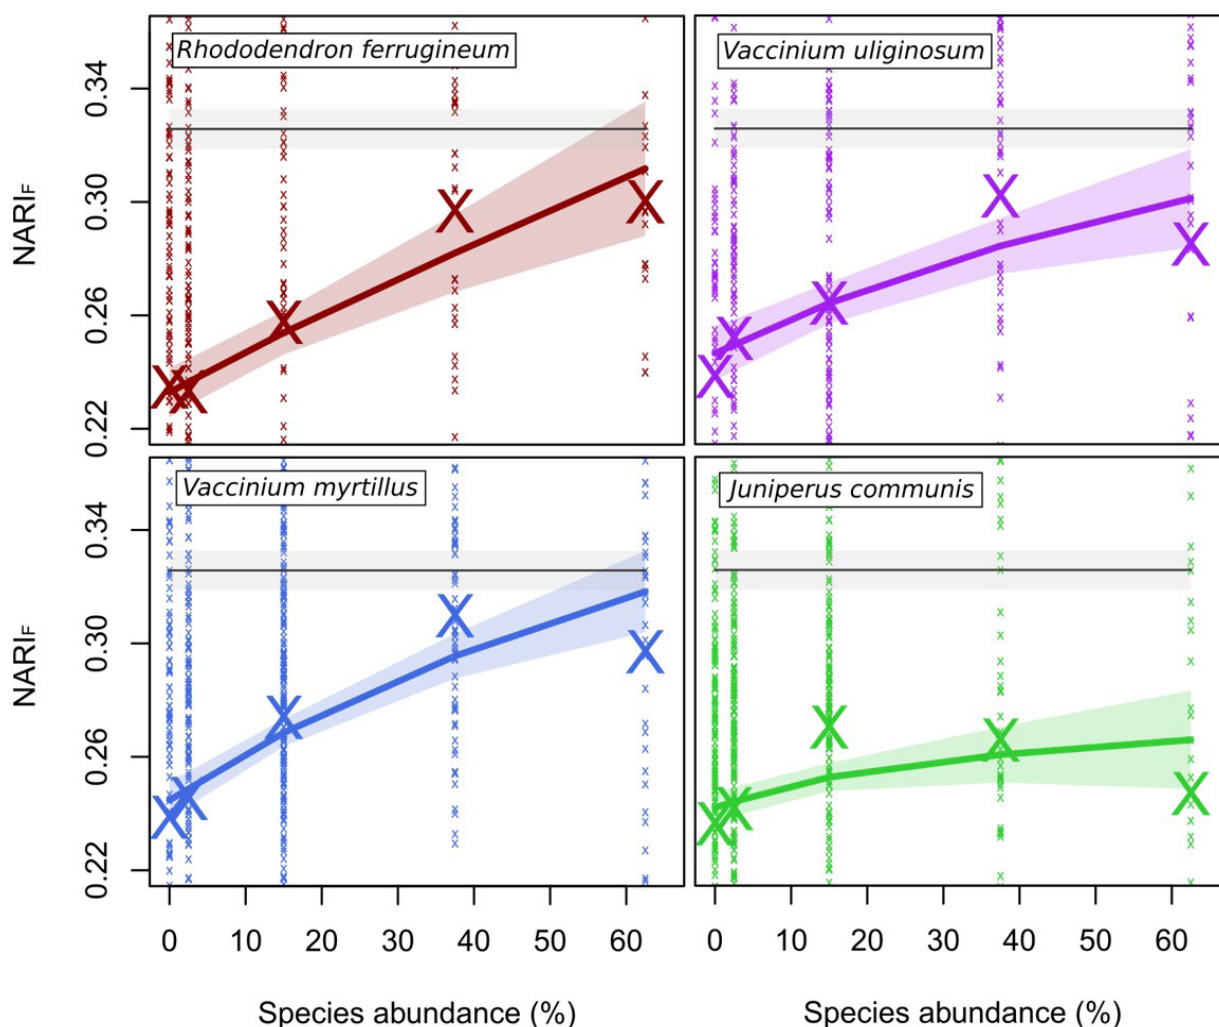 Rhododendron ferrugineum
Vaccinium uliginosum
NARIF
0.34
0.30
0.26
0.22
Vaccinium myrtillus
Juniperus communis
NARIF
0.34
0.30
0.26
0.22
0 10 20 30 40 50 60
0 10 20 30 40 50 60
Species abundance (%)
Species abundance (%)